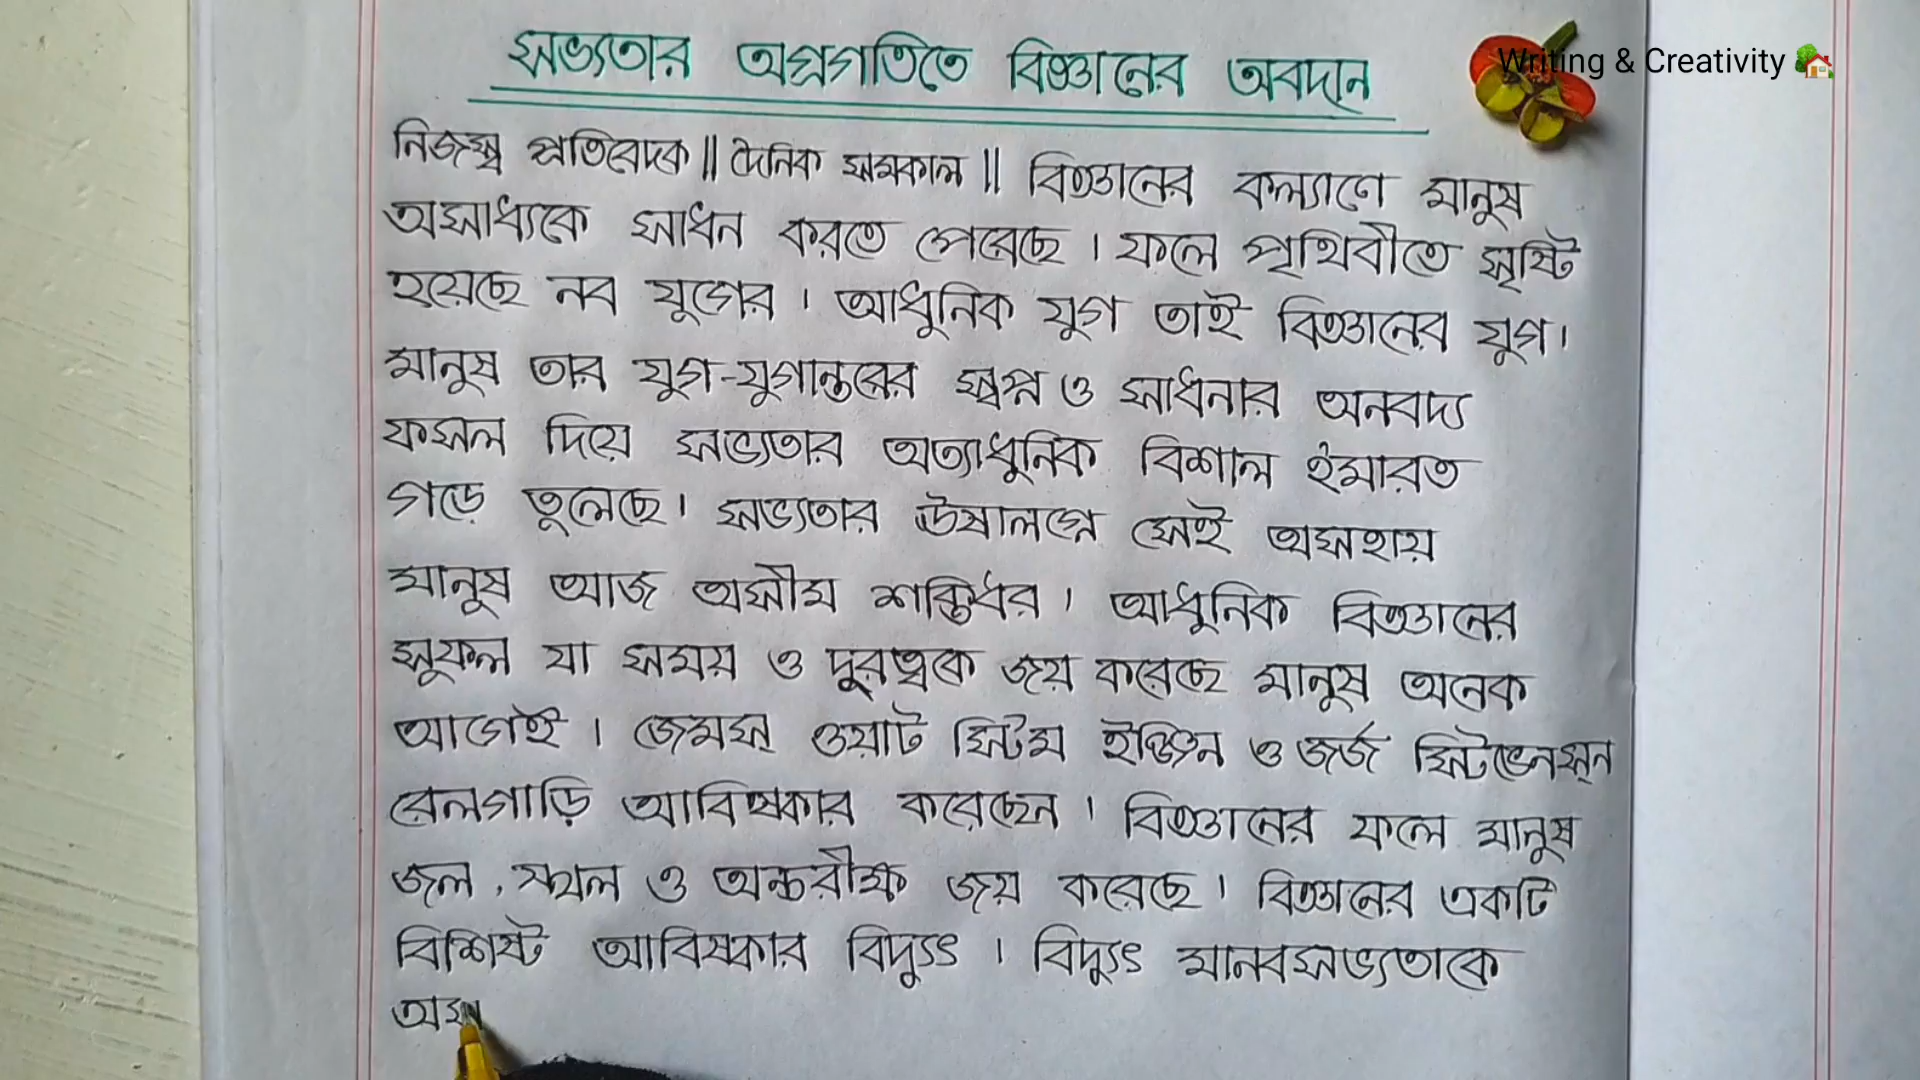 সভ্যতার অগ্রগতিতে বিজ্ঞানের অবদান
Writing & Creativity
নিজস্ব প্রতিবেদক || দৈনিক সমকাল || বিজ্ঞানের কল্যাণে মানুষ
অসাধ্যকে সাধন করতে পেরেছে। ফলে পৃথিবীতে সৃষ্টি
হয়েছে নব যুগের। আধুনিক যুগ তাই বিজ্ঞানের যুগ।
মানুষ তার যুগ-যুগান্তরের স্বপ্ন ও সাধনার অনবদ্য
ফসল দিয়ে সভ্যতার অত্যাধুনিক বিশাল ইমারত
গড়ে তুলেছে। সভ্যতার ঊষালগ্নে সেই অসহায়
মানুষ আজ অসীম শক্তিধর। আধুনিক বিজ্ঞানের
সুফল যা সময় ও দূরত্বকে জয় করেছে মানুষ অনেক
আগেই। জেমস্ ওয়াট স্টিম ইঞ্জিন ও জর্জ স্টিভেনস্ন
রেলগাড়ি আবিষ্কার করেছেন। বিজ্ঞানের ফলে মানুষ
জল, স্থল ও অন্তরীক্ষ জয় করেছে। বিজ্ঞানের একটি
বিশিষ্ট আবিষ্কার বিদ্যুৎ। বিদ্যুৎ মানবসভ্যতাকে